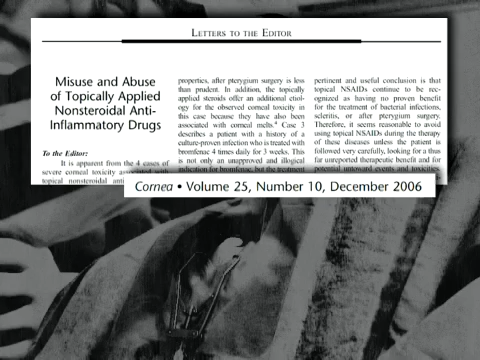 LETTERS TO THE EDITOR
Misuse and Abuse
of Topically Applied
Nonsteroidal Anti-
Inflammatory Drugs
To the Editor:
It is apparent from the 4 cases of
severe corneal toxicity associated with
topical nonsteroidal anti
properties, after pterygium surgery is less
than prudent. In addition, the topically
applied steroids offer an additional etiol-
ogy for the observed corneal toxicity in
this case because they have also been
associated with corneal melts.4 Case 3
describes a patient with a history of a
culture-proven infection who is treated with
bromfenac 4 times daily for 3 weeks. This
is not only an unapproved and illogical
indication for bromfenac, but the treatment
pertinent and useful conclusion is that
topical NSAIDs continue to be rec-
ognized as having no proven benefit
for the treatment of bacterial infections,
scleritis, or after pterygium surgery.
Therefore, it seems reasonable to avoid
using topical NSAIDs during the therapy
of these diseases unless the patient is
followed very carefully, looking for a thus
far unreported therapeutic benefit and for
potential untoward events and toxicities.
Cornea • Volume 25, Number 10, December 2006